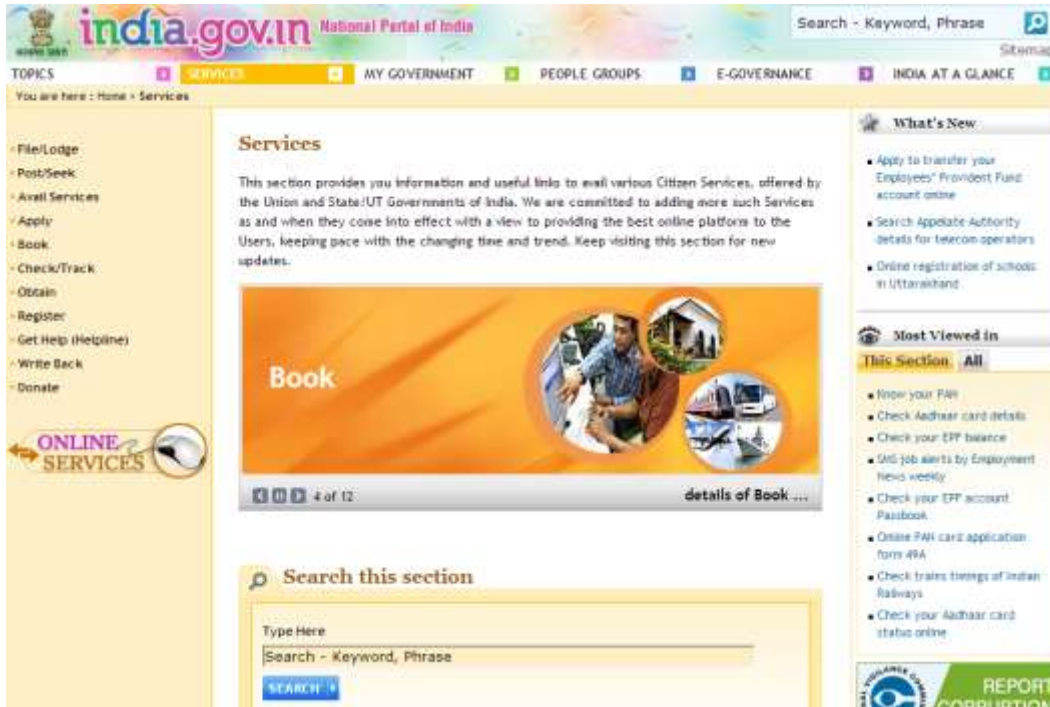 india.gov.in National Portal of India
Search - Keyword, Phrase
Sitemap
TOPICS
SERVICES
MY GOVERNMENT
PEOPLE GROUPS
E-GOVERNANCE
INDIA AT A GLANCE
You are here : Home › Services
File/Lodge
Post/Seek
Avail Services
Apply
Book
Check/Track
Obtain
Register
Get Help (Helpline)
Write Back
Donate
ONLINE
SERVICES
Services
This section provides you information and useful links to avail various Citizen Services, offered by
the Union and State/UT Governments of India. We are committed to adding more such Services
as and when they come into effect with a view to providing the best online platform to the
Users, keeping pace with the changing time and trend. Keep visiting this section for new
updates.
Book
4 of 12
details of Book ...
Search this section
Type Here
Search - Keyword, Phrase
SEARCH
What's New
Apply to transfer your
Employees' Provident Fund
account online
Search Appelate Authority
details for telecom operators
Online registration of schools
in Uttarakhand
Most Viewed in
This Section All
Know your PAN
Check Aadhaar card details
Check your EPF balance
SMS job alerts by Employment
News weekly
Check your EPF account
Passbook
Online PAN card application
form 49A
Check trains timings of Indian
Railways
Check your Aadhaar card
status online
REPORT
CORRUPTION